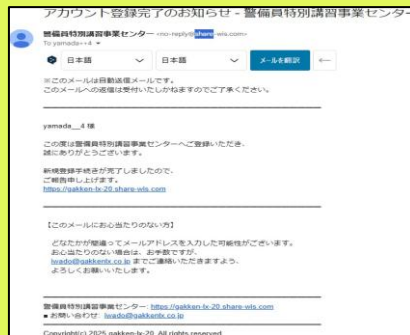 アカウント登録完了のお知らせ - 警備員特別講習事業センター
警備員特別講習事業センター <no-reply@share-wis.com>
To yamada++4
日本語 日本語 メールを翻訳
※このメールは自動送信メールです。
このメールへの返信は受付いたしかねますのでご了承ください。
yamada__4 様
この度は警備員特別講習事業センターへご登録いただき、
誠にありがとうございます。
新規登録手続きが完了しましたので、
ご報告申し上げます。
https://gakken-lx-20.share-wis.com
【このメールにお心当たりのない方】
どなたかが間違ってメールアドレスを入力した可能性がございます。
お心当たりのない場合は、お手数ですが、
iwado@gakkentx.co.jp までご連絡いただきますよう、
よろしくお願いいたします。
警備員特別講習事業センター: https://gakken-lx-20.share-wis.com
■ お問い合わせ: iwado@gakkentx.co.jp
Copyright(c) 2025 gakken-lx-20. All rights reserved.